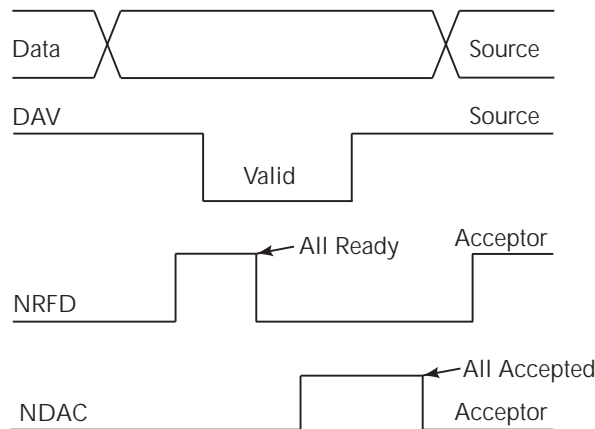 Data Source
DAV Source
Valid
All Ready
Acceptor
NRFD
All Accepted
NDAC Acceptor